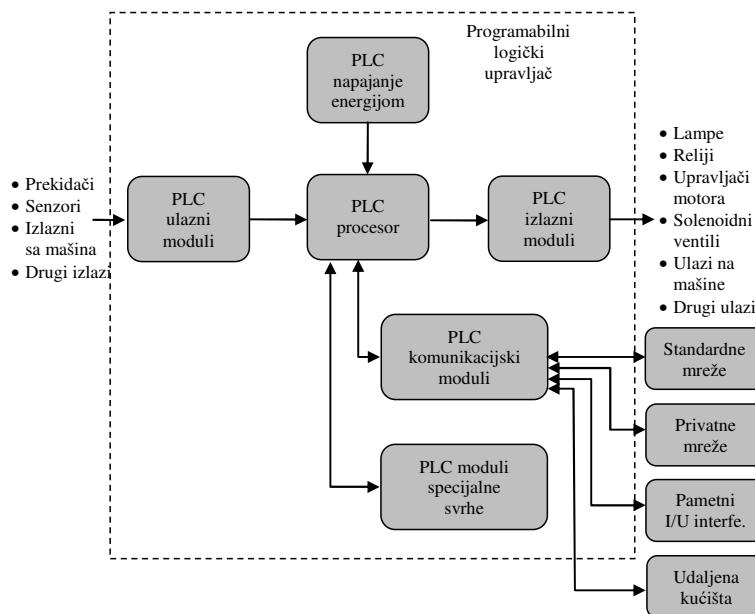 Programabilni
logički
upravljač
PLC
napajanje
energijom
• Prekidači
• Senzori
• Izlazni
sa mašina
• Drugi izlazi
PLC
ulazni
moduli
PLC
procesor
PLC
izlazni
moduli
• Lampe
• Reliji
• Upravljači
motora
• Solenoidni
ventili
• Ulazi na
mašine
• Drugi ulazi
PLC
komunikacijski
moduli
Standardne
mreže
Privatne
mreže
PLC moduli
specijalne
svrhe
Pametni
I/U interfe.
Udaljena
kućišta